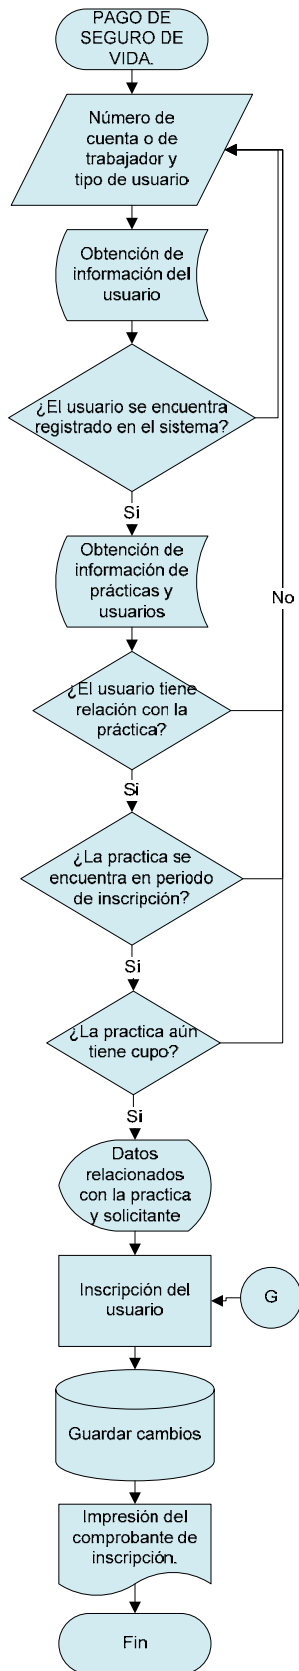 PAGO DE
SEGURO DE
VIDA.
Número de
cuenta o de
trabajador y
tipo de usuario
Obtención de
información del
usuario
¿El usuario se encuentra
registrado en el sistema?
Si
Obtención de
información de
prácticas y
usuarios
No
¿El usuario tiene
relación con la
práctica?
Si
¿La practica se
encuentra en periodo
de inscripción?
Si
¿La practica aún
tiene cupo?
Si
Datos
relacionados
con la practica
y solicitante
Inscripción del
usuario
G
Guardar cambios
Impresión del
comprobante de
inscripción.
Fin